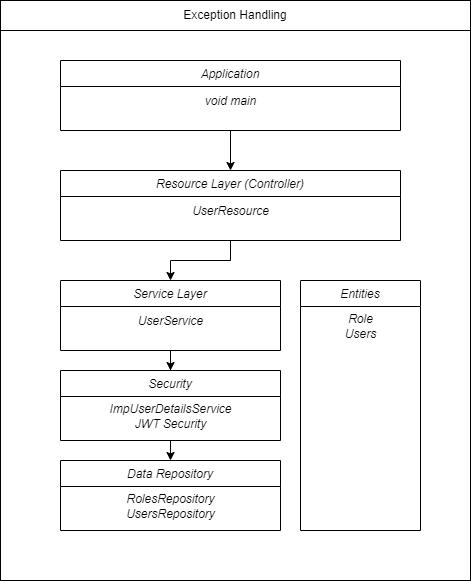 Exception Handling
Application
void main
Resource Layer (Controller)
UserResource
Service Layer
UserService
Entities
Role
Users
Security
ImpUserDetailsService
JWT Security
Data Repository
RolesRepository
UsersRepository